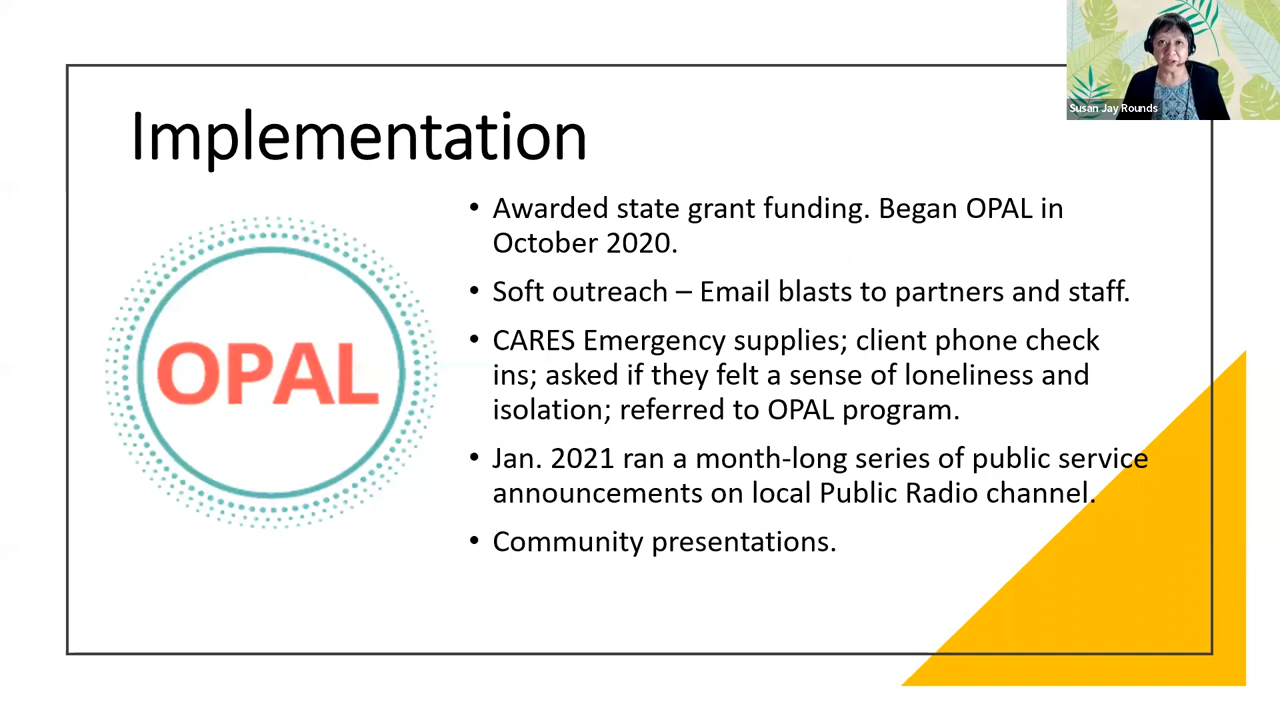 Susan Jay Rounds
Implementation
OPAL
• Awarded state grant funding. Began OPAL in
October 2020.
• Soft outreach – Email blasts to partners and staff.
• CARES Emergency supplies; client phone check
ins; asked if they felt a sense of loneliness and
isolation; referred to OPAL program.
• Jan. 2021 ran a month-long series of public service
announcements on local Public Radio channel.
• Community presentations.